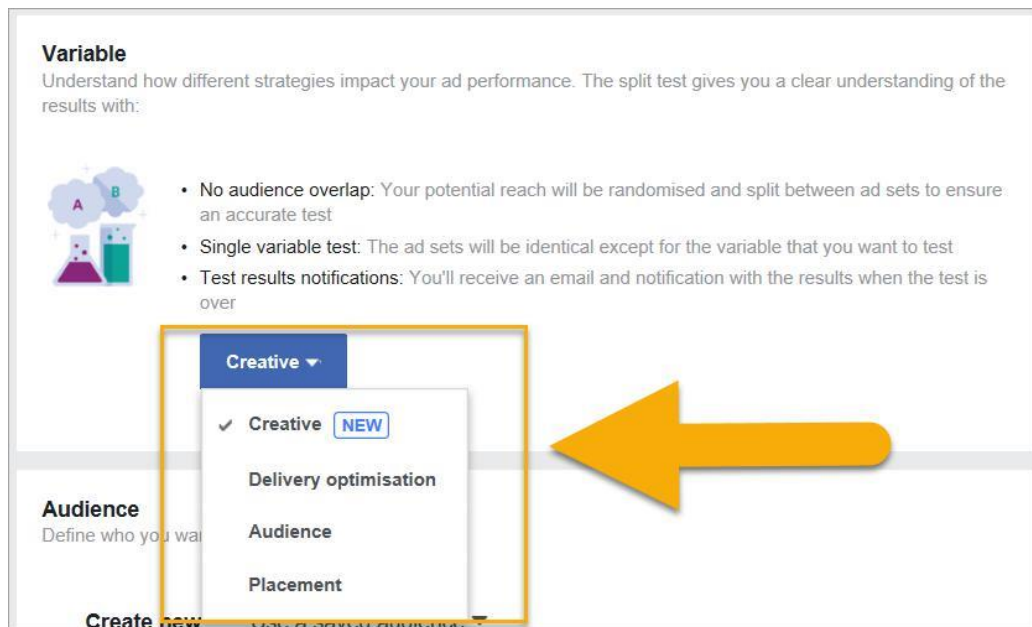 Variable
Understand how different strategies impact your ad performance. The split test gives you a clear understanding of the
results with:
A B
• No audience overlap: Your potential reach will be randomised and split between ad sets to ensure
an accurate test
• Single variable test: The ad sets will be identical except for the variable that you want to test
• Test results notifications: You'll receive an email and notification with the results when the test is
over
Creative
Creative NEW
Delivery optimisation
Audience
Define who you
Audience
Placement
Create new Use a saved audience